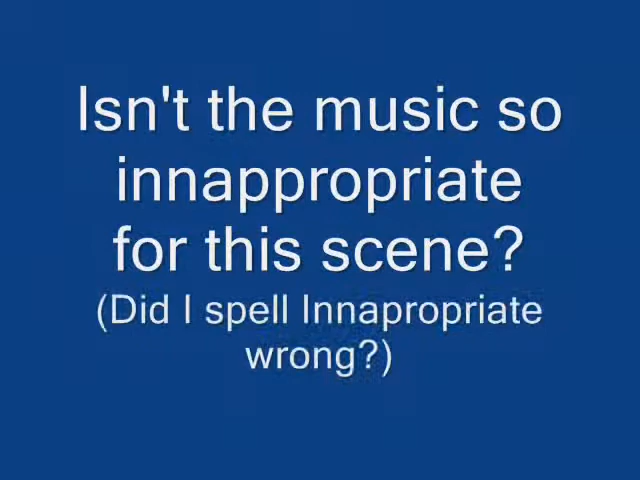 Isn't the music so
innappropriate
for this scene?
(Did I spell Innapropriate
wrong?)